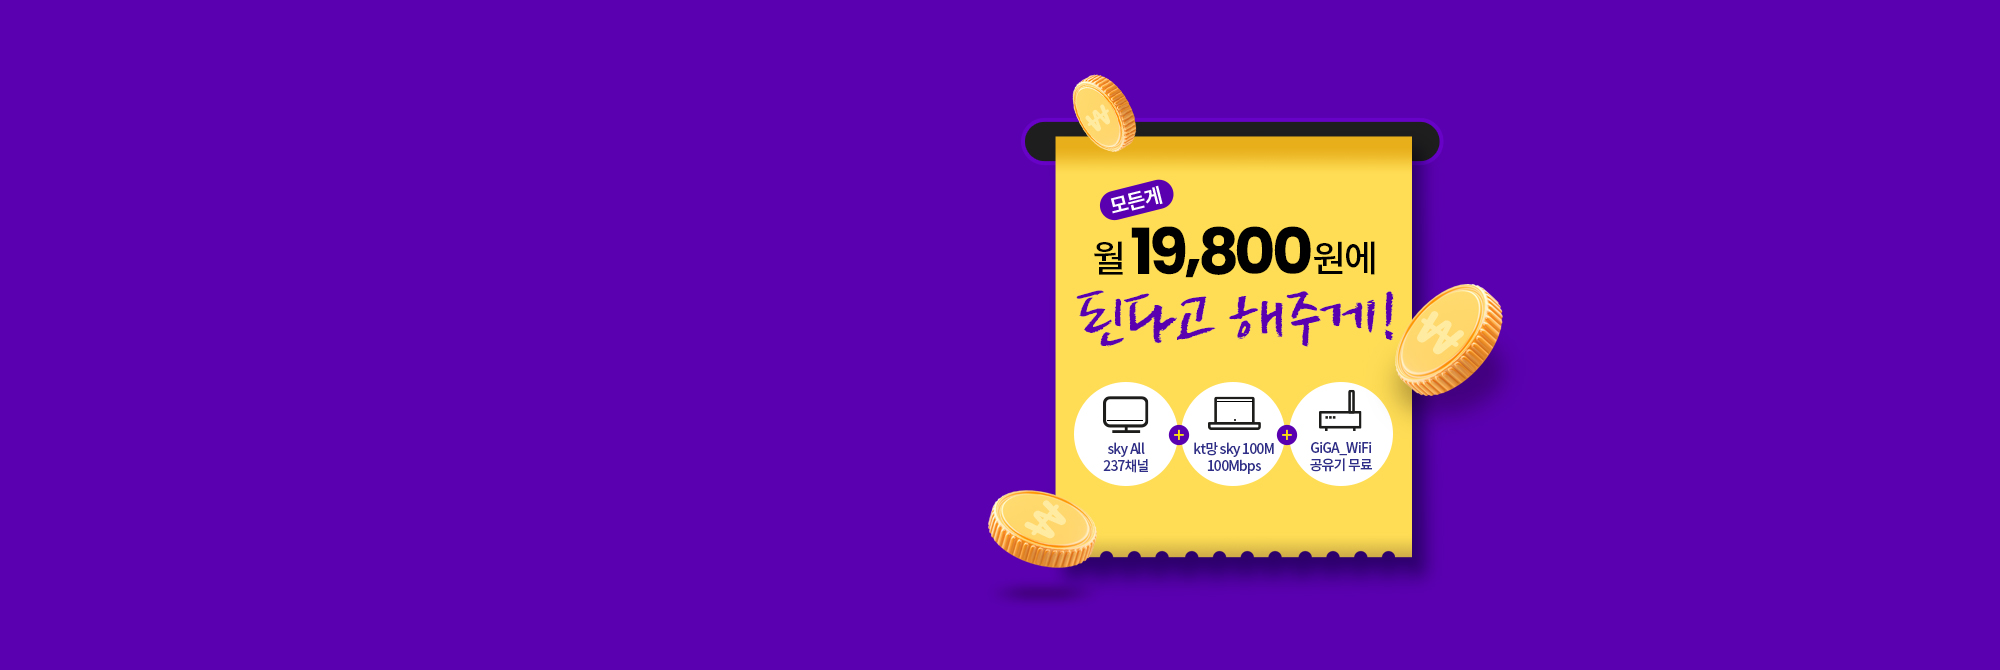 모든게
월 19,800원에
된다고 해주게!
sky All
237채널
+
kt망 sky 100M
100Mbps
+
GiGA_WiFi
공유기 무료
₩
₩
₩